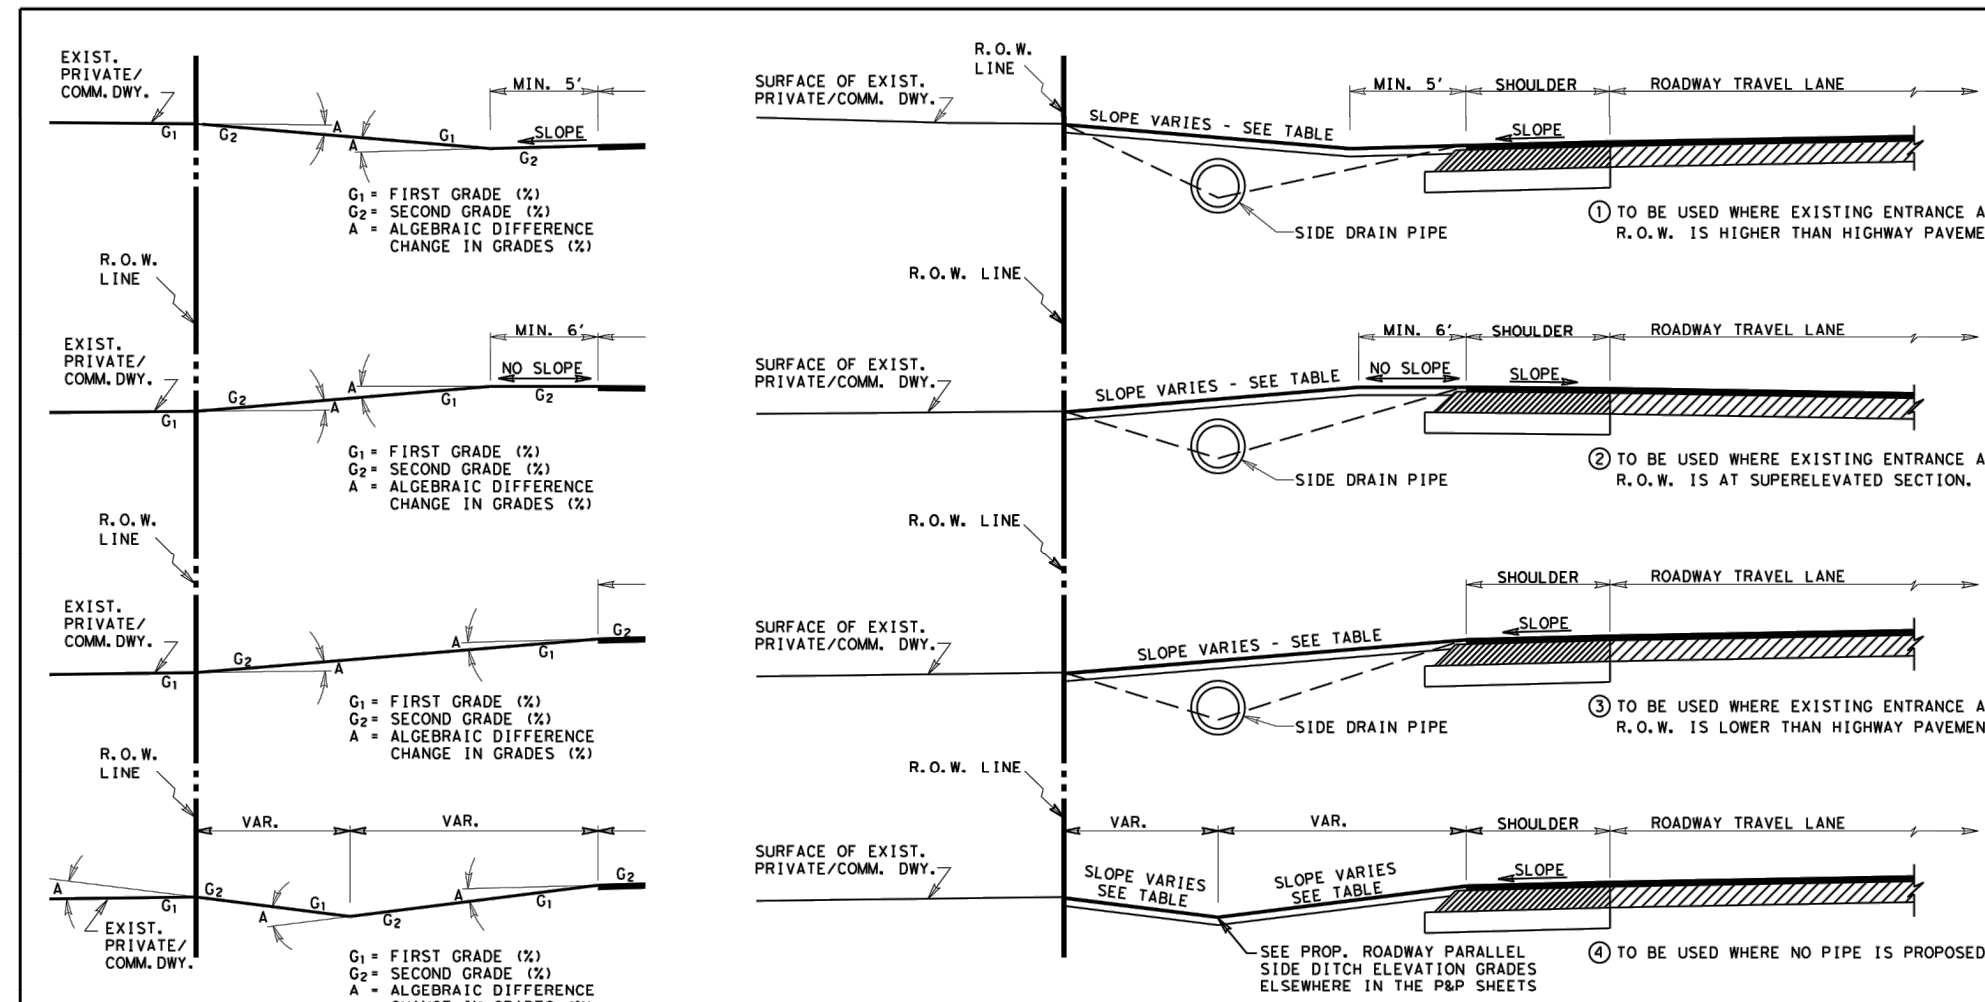 EXIST.
PRIVATE/
COMM. DWY.
MIN. 5'
G1
G2
A
A
G1
SLOPE
G2
G1 = FIRST GRADE (%)
G2 = SECOND GRADE (%)
A = ALGEBRAIC DIFFERENCE
CHANGE IN GRADES (%)
R.O.W.
LINE
SURFACE OF EXIST.
PRIVATE/COMM. DWY.
R.O.W.
LINE
MIN. 5'
SHOULDER
ROADWAY TRAVEL LANE
SLOPE VARIES - SEE TABLE
SLOPE
SIDE DRAIN PIPE
1 TO BE USED WHERE EXISTING ENTRANCE A
R.O.W. IS HIGHER THAN HIGHWAY PAVEME
R.O.W. LINE
EXIST.
PRIVATE/
COMM. DWY.
MIN. 6'
NO SLOPE
G1
G2
A
A
G1
G2
G1 = FIRST GRADE (%)
G2 = SECOND GRADE (%)
A = ALGEBRAIC DIFFERENCE
CHANGE IN GRADES (%)
R.O.W.
LINE
SURFACE OF EXIST.
PRIVATE/COMM. DWY.
MIN. 6'
SHOULDER
ROADWAY TRAVEL LANE
SLOPE VARIES - SEE TABLE
NO SLOPE
SLOPE
SIDE DRAIN PIPE
2 TO BE USED WHERE EXISTING ENTRANCE A
R.O.W. IS AT SUPERELEVATED SECTION.
R.O.W. LINE
EXIST.
PRIVATE/
COMM. DWY.
G1
G2
A
A
G1
G2
G1 = FIRST GRADE (%)
G2 = SECOND GRADE (%)
A = ALGEBRAIC DIFFERENCE
CHANGE IN GRADES (%)
R.O.W.
LINE
SURFACE OF EXIST.
PRIVATE/COMM. DWY.
SHOULDER
ROADWAY TRAVEL LANE
SLOPE VARIES - SEE TABLE
SLOPE
SIDE DRAIN PIPE
3 TO BE USED WHERE EXISTING ENTRANCE A
R.O.W. IS LOWER THAN HIGHWAY PAVEMEN
R.O.W. LINE
VAR.
VAR.
A
G1
G2
A
G1
G2
A
G1
G2
EXIST.
PRIVATE/
COMM. DWY.
G1 = FIRST GRADE (%)
G2 = SECOND GRADE (%)
A = ALGEBRAIC DIFFERENCE
CHANGE IN GRADES (%)
SURFACE OF EXIST.
PRIVATE/COMM. DWY.
VAR.
VAR.
SHOULDER
ROADWAY TRAVEL LANE
SLOPE VARIES
SEE TABLE
SLOPE VARIES
SEE TABLE
SLOPE
SEE PROP. ROADWAY PARALLEL
SIDE DITCH ELEVATION GRADES
ELSEWHERE IN THE P&P SHEETS
4 TO BE USED WHERE NO PIPE IS PROPOSED